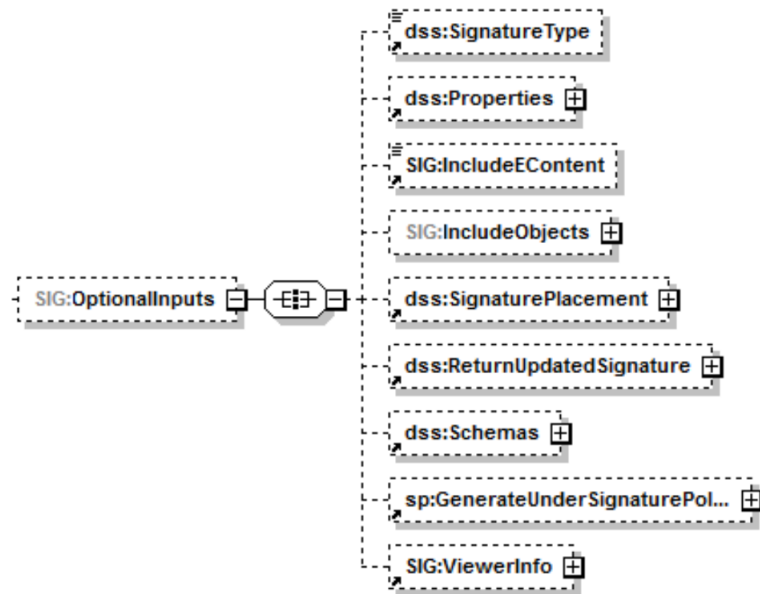 dss:SignatureType
dss:Properties
SIG:IncludeEContent
SIG:IncludeObjects
SIG:OptionalInputs
dss:SignaturePlacement
dss:ReturnUpdatedSignature
dss:Schemas
sp:GenerateUnderSignaturePol...
SIG:ViewerInfo